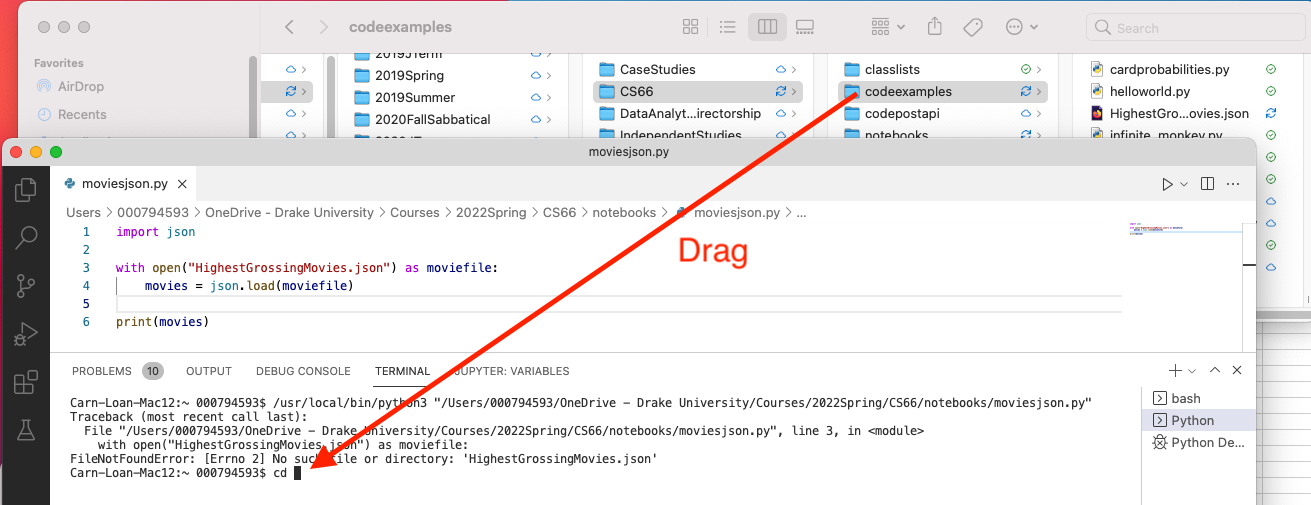 codeexamples
Search
Favorites
AirDrop
Recents
2019Spring
2019Summer
2020FallSabbatical
CaseStudies
CS66
DataAnalyt...irectorship
IndependentStudies
classlists
codeexamples
codepostapi
notebooks
cardprobabilities.py
helloworld.py
HighestGro...ovies.json
infinite_monkey.py
moviesjson.py
moviesjson.py
Users > 000794593 > OneDrive - Drake University > Courses > 2022Spring > CS66 > notebooks > moviesjson.py > ...
1 import json
2
3 with open("HighestGrossingMovies.json") as moviefile:
4 movies = json.load(moviefile)
5
6 print(movies)
Drag
PROBLEMS 10 OUTPUT DEBUG CONSOLE TERMINAL JUPYTER: VARIABLES
Carn-Loan-Mac12:~ 000794593$ /usr/local/bin/python3 "/Users/000794593/OneDrive - Drake University/Courses/2022Spring/CS66/notebooks/moviesjson.py"
Traceback (most recent call last):
File "/Users/000794593/OneDrive - Drake University/Courses/2022Spring/CS66/notebooks/moviesjson.py", line 3, in <module>
with open("HighestGrossingMovies.json") as moviefile:
FileNotFoundError: [Errno 2] No such file or directory: 'HighestGrossingMovies.json'
Carn-Loan-Mac12:~ 000794593$ cd
bash
Python
Python De...